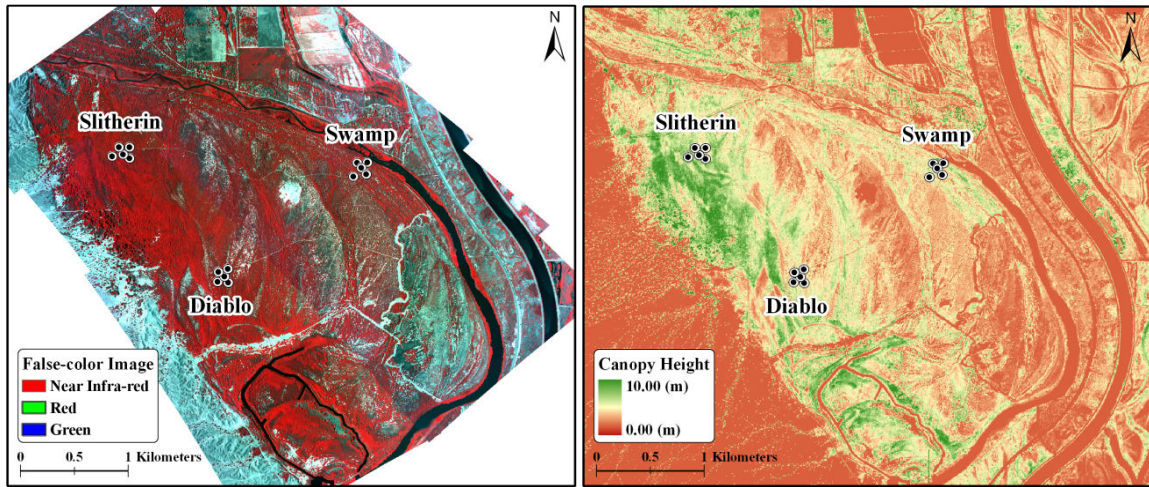 N
Slitherin
Swamp
Diablo
False-color Image
Near Infra-red
Red
Green
0 0.5 1 Kilometers
N
Slitherin
Swamp
Diablo
Canopy Height
10.00 (m)
0.00 (m)
0 0.5 1 Kilometers